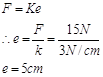 F = Ke
∴ e = F/k = 15N/3N/cm
e = 5cm